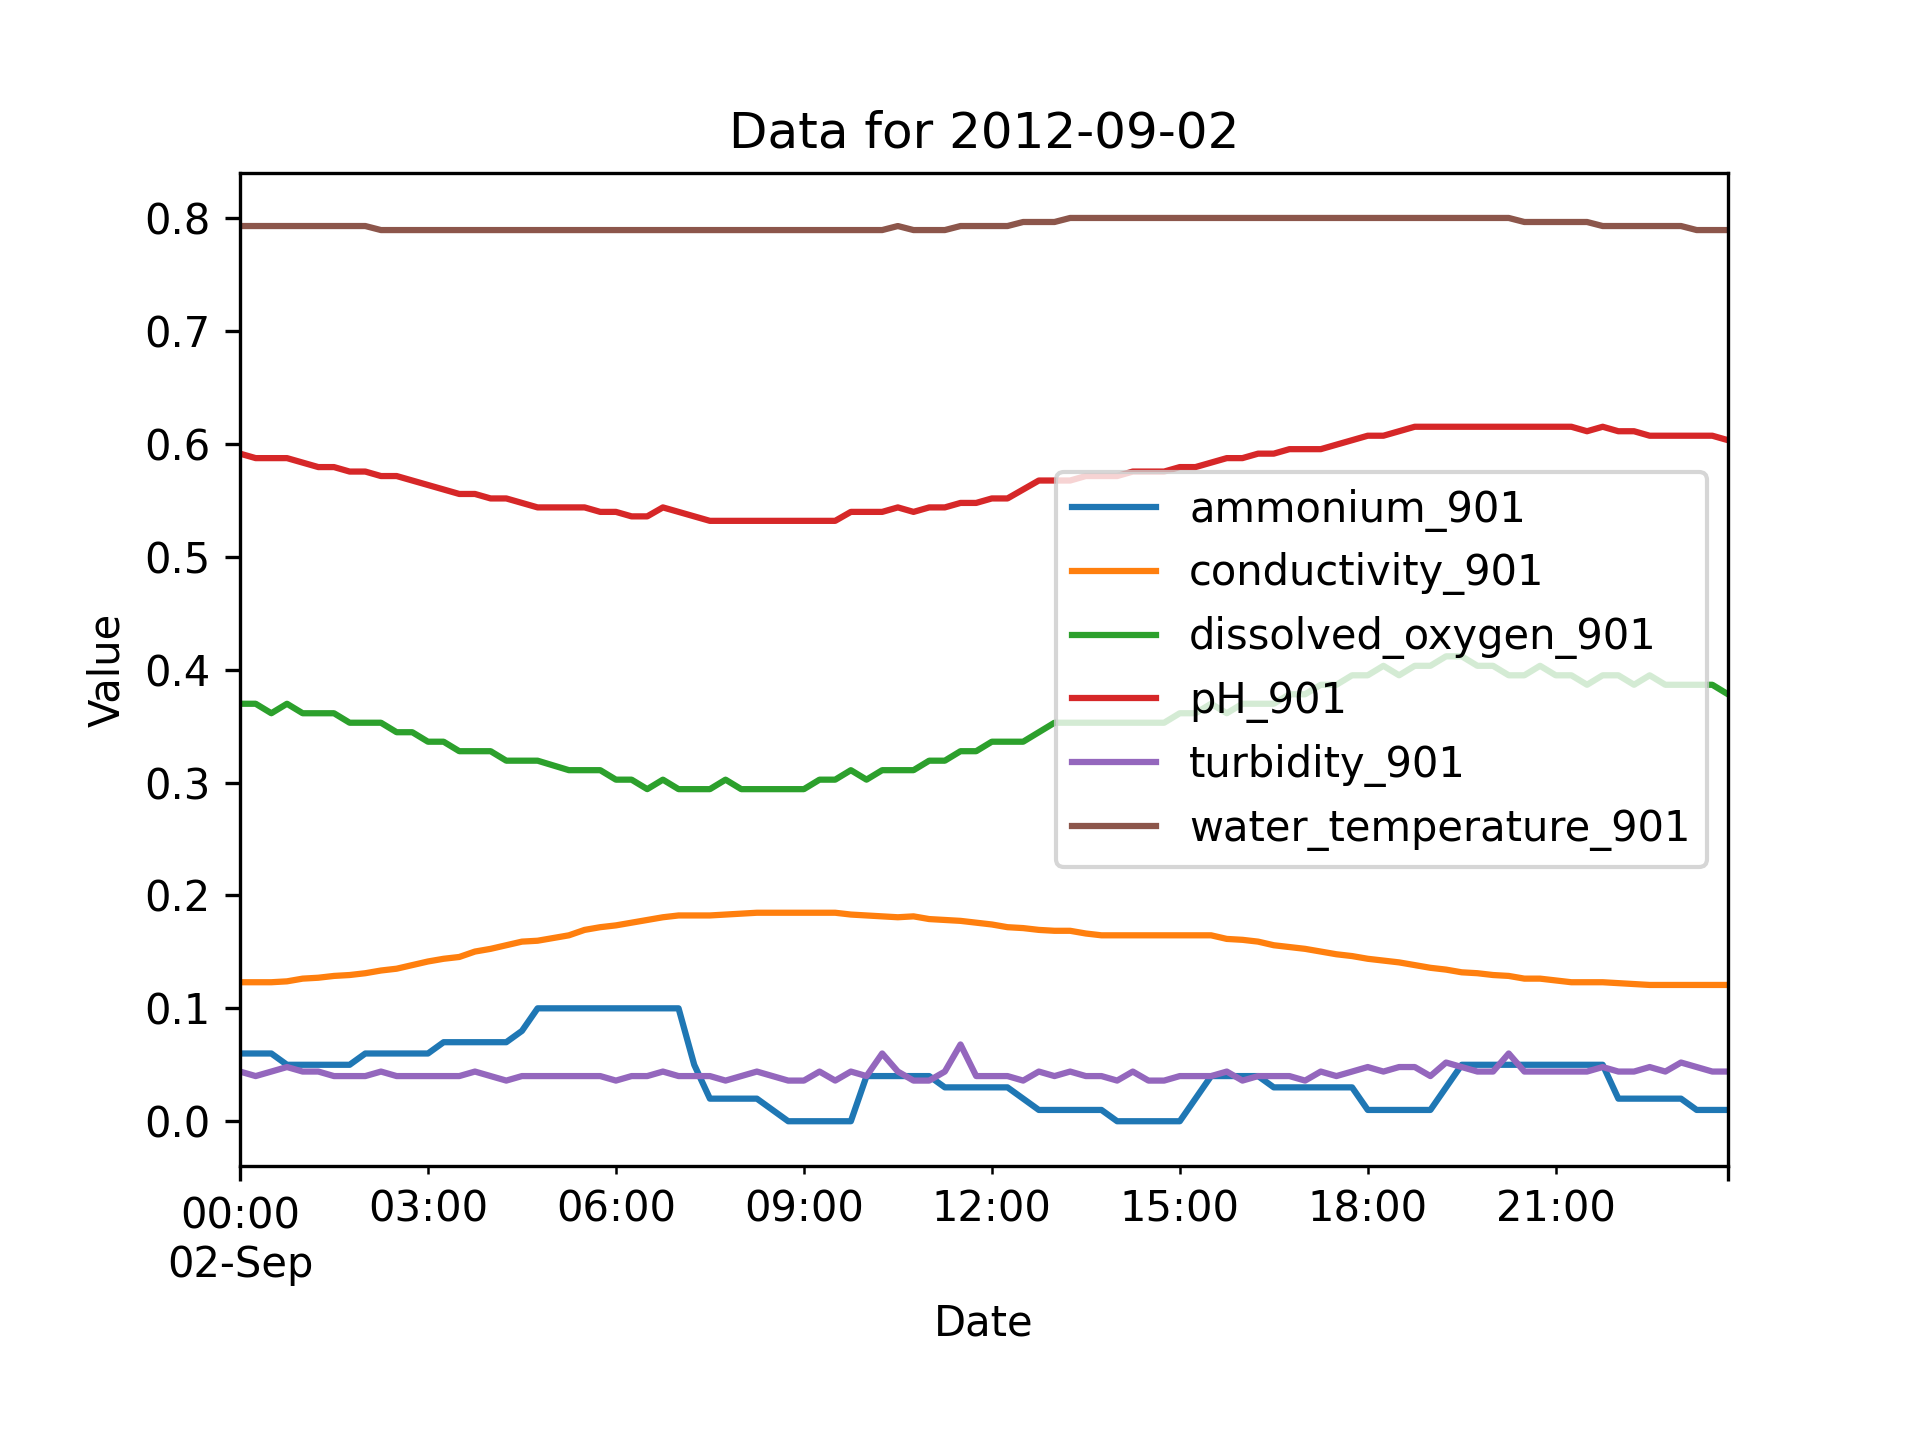 Data for 2012-09-02
0.8
0.7
0.6
0.5
0.4
0.3
0.2
0.1
0.0
Value
ammonium_901
conductivity_901
dissolved_oxygen_901
pH_901
turbidity_901
water_temperature_901
00:00 03:00 06:00 09:00 12:00 15:00 18:00 21:00
02-Sep
Date